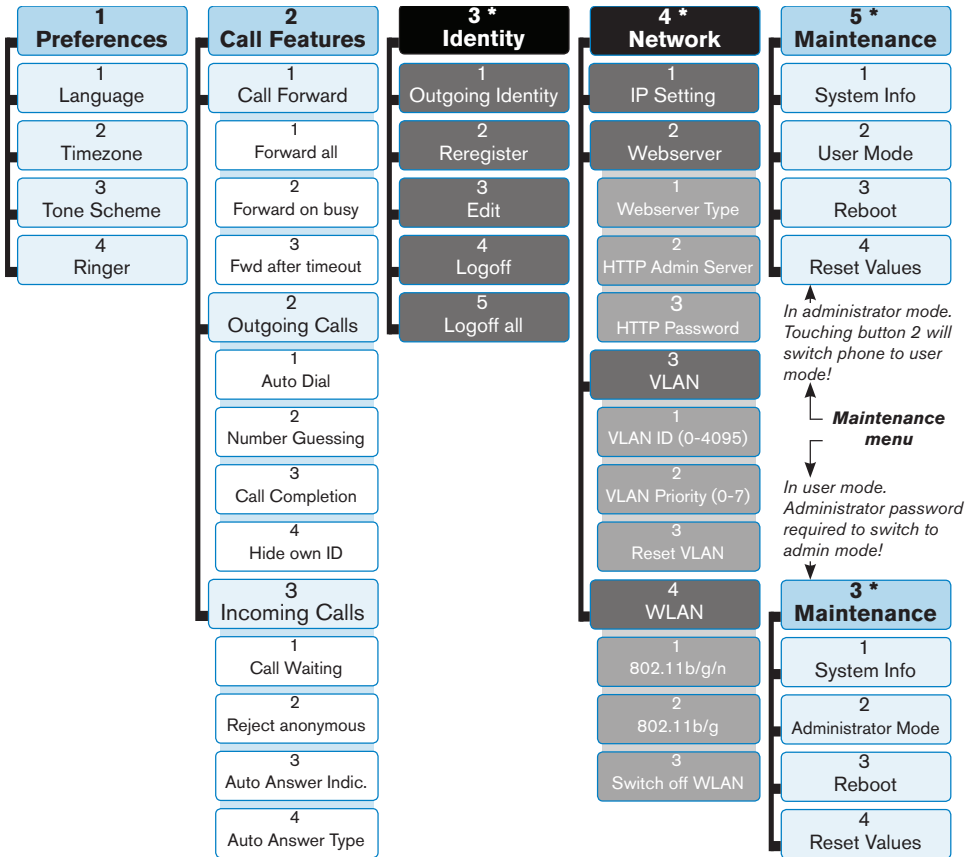 1
Preferences
1
Language
2
Timezone
3
Tone Scheme
4
Ringer
2
Call Features
1
Call Forward
1
Forward all
2
Forward on busy
3
Fwd after timeout
2
Outgoing Calls
1
Auto Dial
2
Number Guessing
3
Call Completion
4
Hide own ID
3
Incoming Calls
1
Call Waiting
2
Reject anonymous
3
Auto Answer Indic.
4
Auto Answer Type
3 *
Identity
1
Outgoing Identity
2
Reregister
3
Edit
4
Logoff
5
Logoff all
4 *
Network
1
IP Setting
2
Webserver
1
Webserver Type
2
HTTP Admin Server
3
HTTP Password
3
VLAN
1
VLAN ID (0-4095)
2
VLAN Priority (0-7)
3
Reset VLAN
4
WLAN
1
802.11b/g/n
2
802.11b/g
3
Switch off WLAN
5 *
Maintenance
1
System Info
2
User Mode
3
Reboot
4
Reset Values
In administrator mode.
Touching button 2 will
switch phone to user
mode!
Maintenance
menu
In user mode.
Administrator password
required to switch to
admin mode!
3 *
Maintenance
1
System Info
2
Administrator Mode
3
Reboot
4
Reset Values